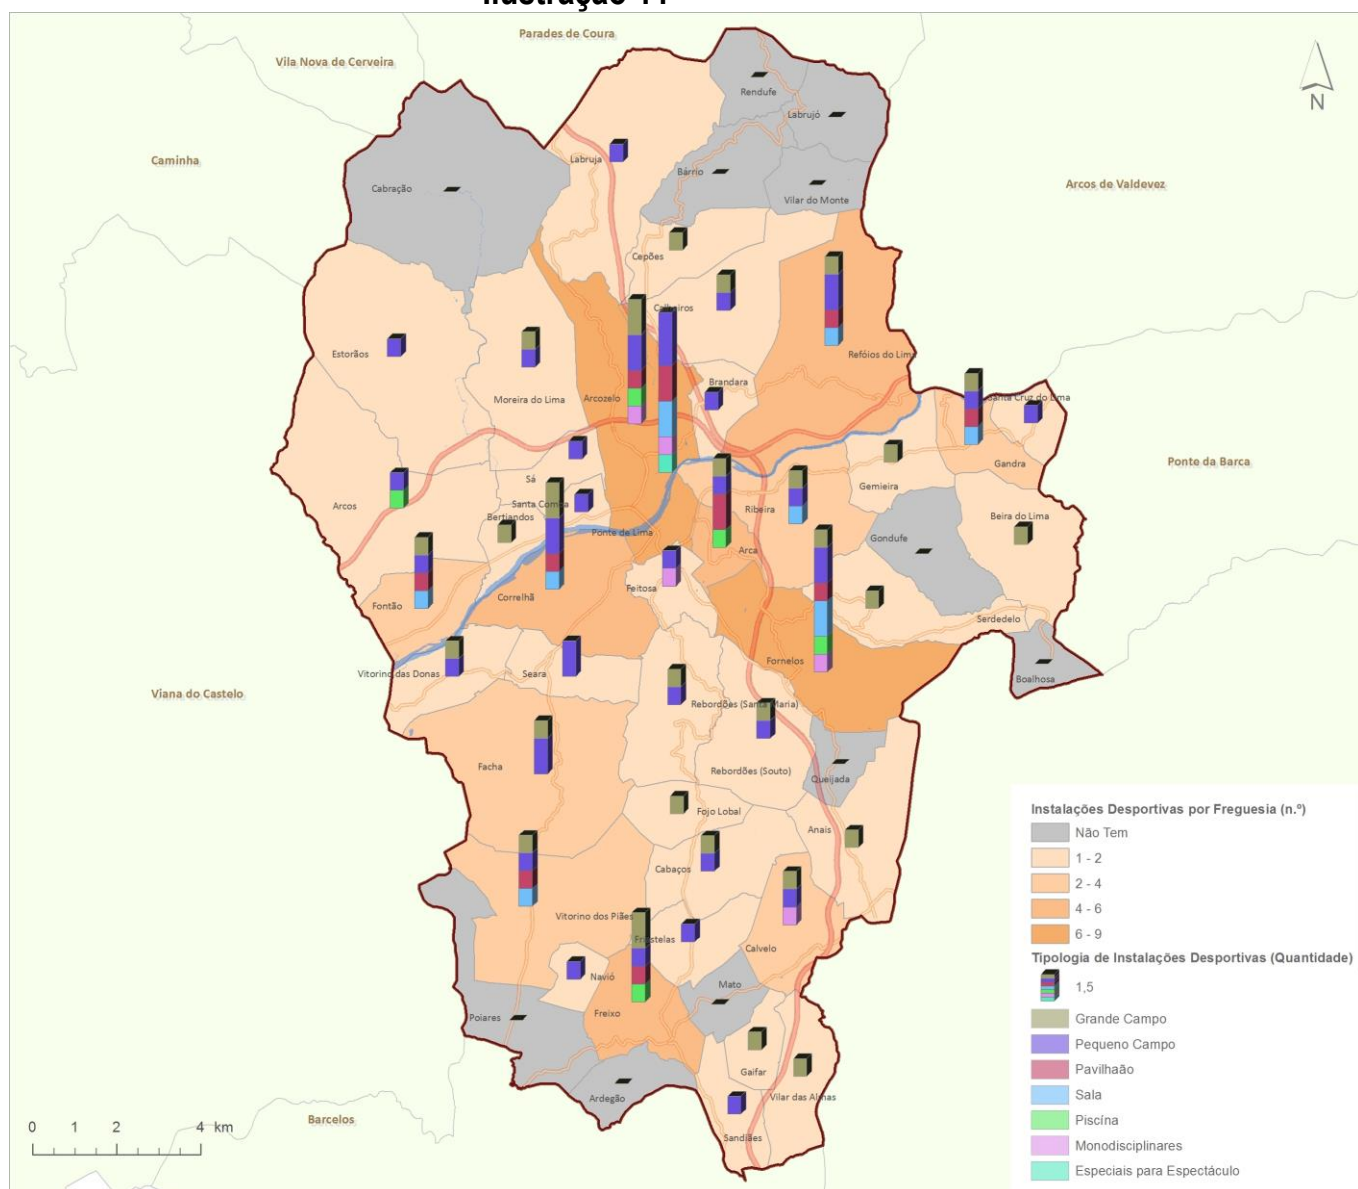 Ilustração 11
Parades de Coura
Vila Nova de Cerveira
Rendufe
N
Labrujó
Labruja
Caminha
Bárrio
Arcos de Valdevez
Cabração
Vilar do Monte
Cepões
Calheiros
Estorãos
Refóios do Lima
Brandara
Moreira do Lima
Arcozelo
Santa Cruz do Lima
Ponte da Barca
Gandra
Sá
Gemieira
Arcos
Santa Comba
Ribeira
Bertiandos
Beira do Lima
Ponte de Lima
Gondufe
Arca
Feitosa
Correlhã
Fontão
Serdedelo
Fornelos
Vitorino das Donas
Seara
Boalhosa
Viana do Castelo
Rebordões (Santa Maria)
Facha
Rebordões (Souto)
Queijada
Fojo Lobal
Anais
Cabaços
Vitorino dos Piães
Friastelas
Calvelo
Navió
Mato
Freixo
Poiares
Gaifar
Ardegão
Vilar das Almas
Barcelos
Sandiães
0 1 2 4 km
Instalações Desportivas por Freguesia (n.º)
Não Tem
1 - 2
2 - 4
4 - 6
6 - 9
Tipologia de Instalações Desportivas (Quantidade)
1,5
Grande Campo
Pequeno Campo
Pavilhaão
Sala
Piscína
Monodisciplinares
Especiais para Espectáculo